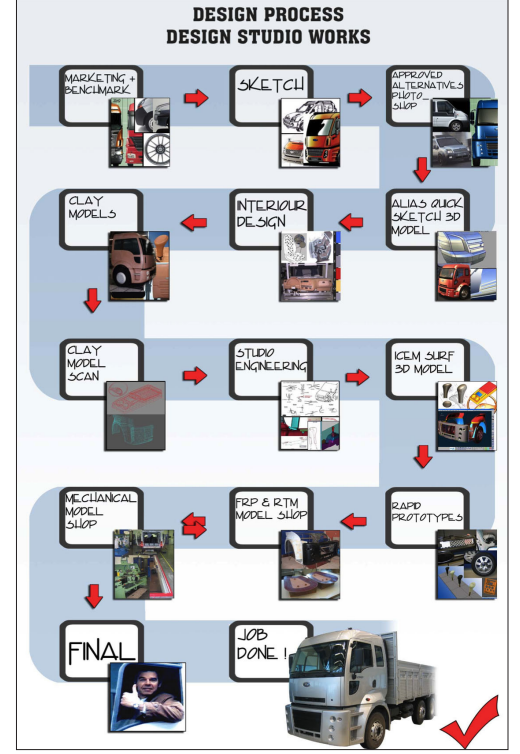 DESIGN PROCESS
DESIGN STUDIO WORKS
MARKETING +
BENCHMARK
SKETCH
APPROVED
ALTERNATIVES
PHOTO_
SHOP
ALIAS QUICK
SKETCH 3D
MODEL
INTERIOUR
DESIGN
CLAY
MODELS
CLAY
MODEL
SCAN
STUDIO
ENGINEERING
ICEM SURF
3D MODEL
RAPID
PROTOTYPES
FRP & RTM
MODEL SHOP
MECHANICAL
MODEL
SHOP
FINAL
JOB
DONE !